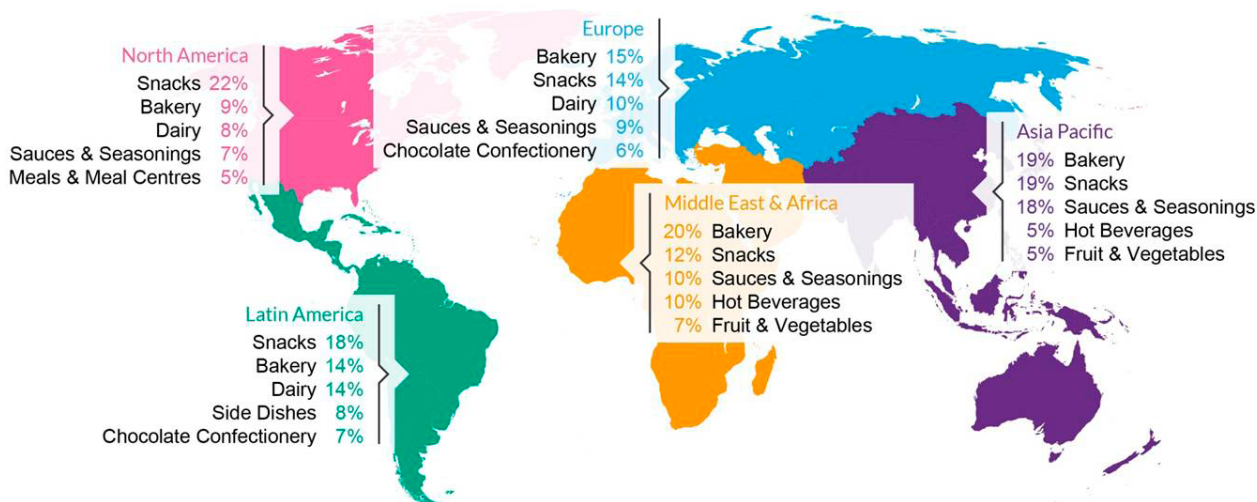 North America
Snacks 22%
Bakery 9%
Dairy 8%
Sauces & Seasonings 7%
Meals & Meal Centres 5%
Europe
Bakery 15%
Snacks 14%
Dairy 10%
Sauces & Seasonings 9%
Chocolate Confectionery 6%
Asia Pacific
19% Bakery
19% Snacks
18% Sauces & Seasonings
5% Hot Beverages
5% Fruit & Vegetables
Middle East & Africa
20% Bakery
12% Snacks
10% Sauces & Seasonings
10% Hot Beverages
7% Fruit & Vegetables
Latin America
Snacks 18%
Bakery 14%
Dairy 14%
Side Dishes 8%
Chocolate Confectionery 7%